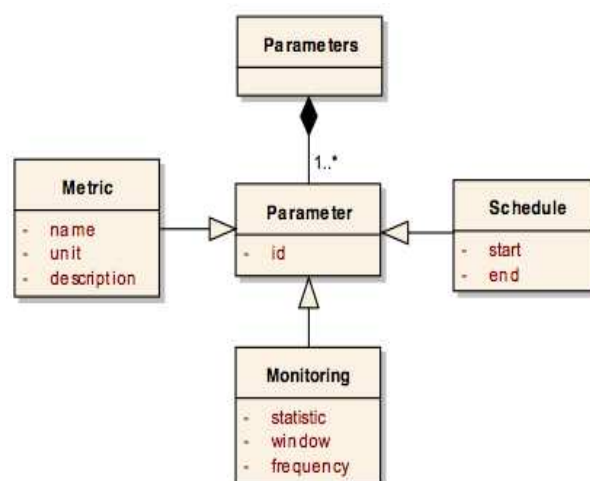 Parameters
1..*
Metric
- name
- unit
- description
Parameter
- id
Schedule
- start
- end
Monitoring
- statistic
- window
- frequency